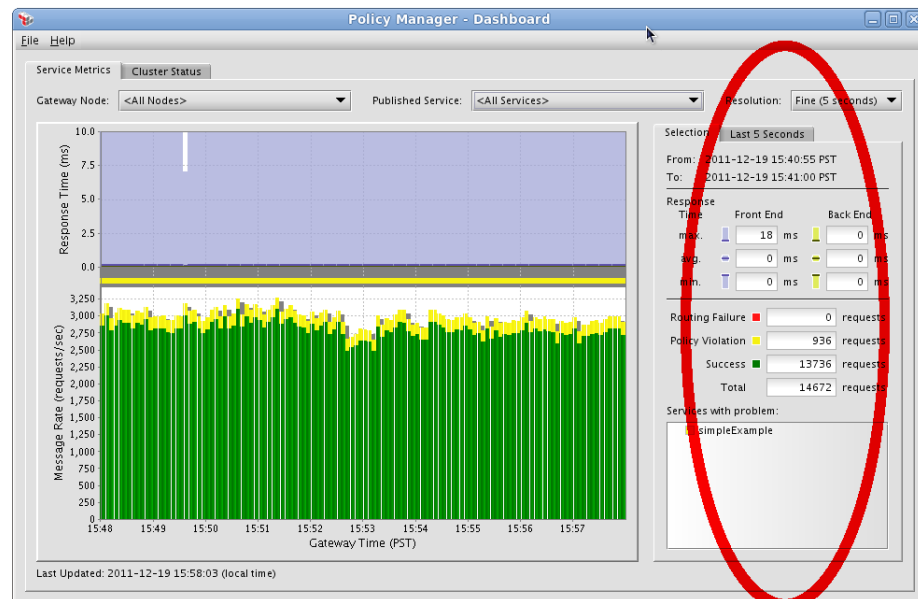 Policy Manager - Dashboard
File Help
Service Metrics Cluster Status
Gateway Node: <All Nodes> Published Service: <All Services> Resolution: Fine (5 seconds)
10.0
7.5
5.0
2.5
0.0
Response Time (ms)
3,250
3,000
2,750
2,500
2,250
2,000
1,750
1,500
1,250
1,000
750
500
250
0
Message Rate (requests/sec)
15:48 15:49 15:50 15:51 15:52 15:53 15:54 15:55 15:56 15:57
Gateway Time (PST)
Selection Last 5 Seconds
From: 2011-12-19 15:40:55 PST
To: 2011-12-19 15:41:00 PST
Response
Time Front End Back End
max. 18 ms 0 ms
avg. 0 ms 0 ms
min. 0 ms 0 ms
Routing Failure 0 requests
Policy Violation 936 requests
Success 13736 requests
Total 14672 requests
Services with problem:
simpleExample
Last Updated: 2011-12-19 15:58:03 (local time)